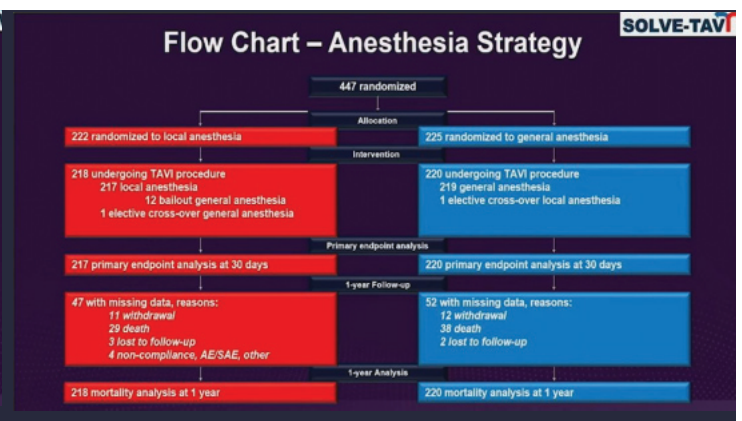 SOLVE-TAVI
Flow Chart – Anesthesia Strategy
447 randomized
Allocation
222 randomized to local anesthesia
225 randomized to general anesthesia
Intervention
218 undergoing TAVI procedure
217 local anesthesia
12 bailout general anesthesia
1 elective cross-over general anesthesia
220 undergoing TAVI procedure
219 general anesthesia
1 elective cross-over local anesthesia
Primary endpoint analysis
217 primary endpoint analysis at 30 days
220 primary endpoint analysis at 30 days
1-year Follow-up
47 with missing data, reasons:
11 withdrawal
29 death
3 lost to follow-up
4 non-compliance, AE/SAE, other
52 with missing data, reasons:
12 withdrawal
38 death
2 lost to follow-up
1-year Analysis
218 mortality analysis at 1 year
220 mortality analysis at 1 year